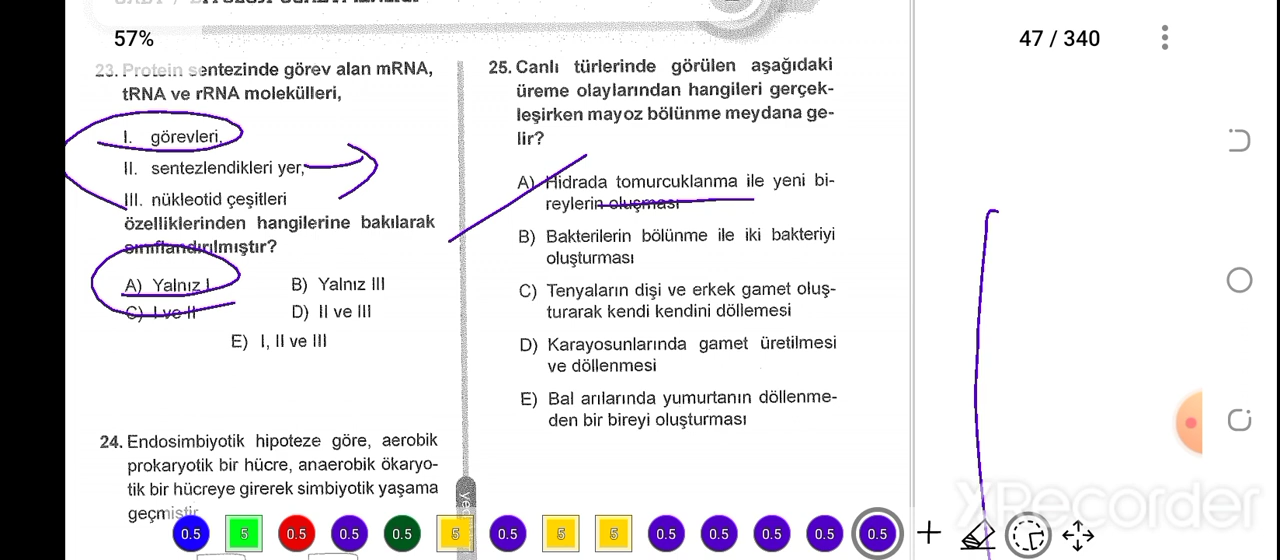 57%
47 / 340
23. Protein sentezinde görev alan mRNA,
tRNA ve rRNA molekülleri,
I. görevleri,
II. sentezlendikleri yer,
III. nükleotid çeşitleri
özelliklerinden hangilerine bakılarak
sınıflandırılmıştır?
A) Yalnız I
B) Yalnız III
C) I ve II
D) II ve III
E) I, II ve III
24. Endosimbiyotik hipoteze göre, aerobik
prokaryotik bir hücre, anaerobik ökaryo-
tik bir hücreye girerek simbiyotik yaşama
geçmiştir.
25. Canlı türlerinde görülen aşağıdaki
üreme olaylarından hangileri gerçek-
leşirken mayoz bölünme meydana ge-
lir?
A) Hidrada tomurcuklanma ile yeni bi-
reylerin oluşması
B) Bakterilerin bölünme ile iki bakteriyi
oluşturması
C) Tenyaların dişi ve erkek gamet oluş-
turarak kendi kendini döllemesi
D) Karayosunlarında gamet üretilmesi
ve döllenmesi
E) Bal arılarında yumurtanın döllenme-
den bir bireyi oluşturması
0.5 5 0.5 0.5 0.5 5 0.5 5 5 0.5 0.5 0.5 0.5 0.5
XRecorder